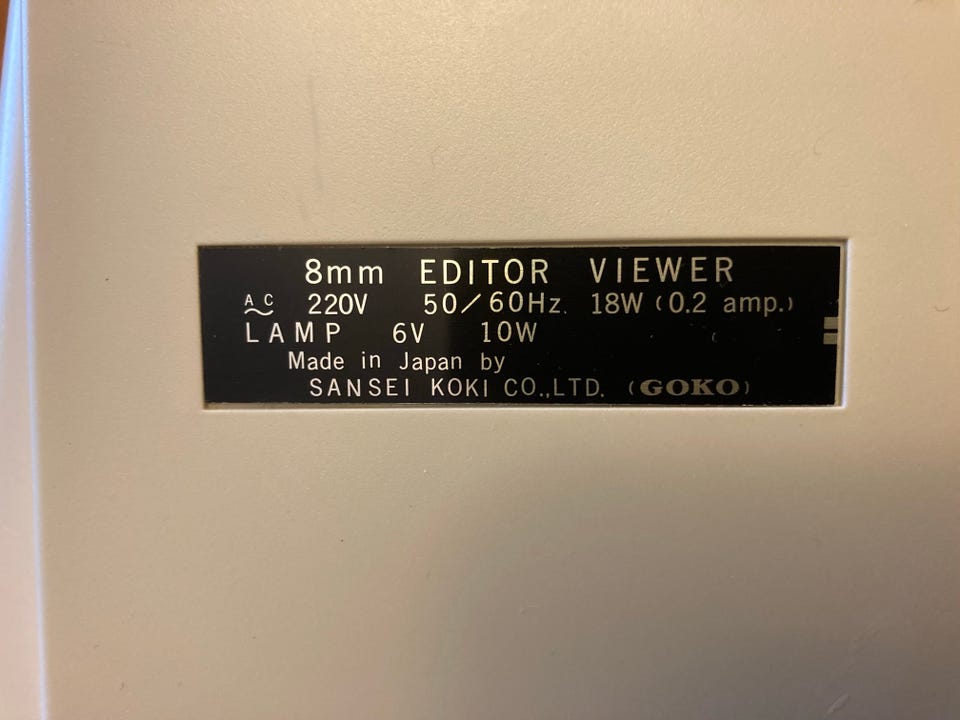 8mm EDITOR VIEWER
AC 220V 50/60Hz. 18W (0.2 amp.)
LAMP 6V 10W
Made in Japan by
SANSEI KOKI CO.,LTD. (GOKO)